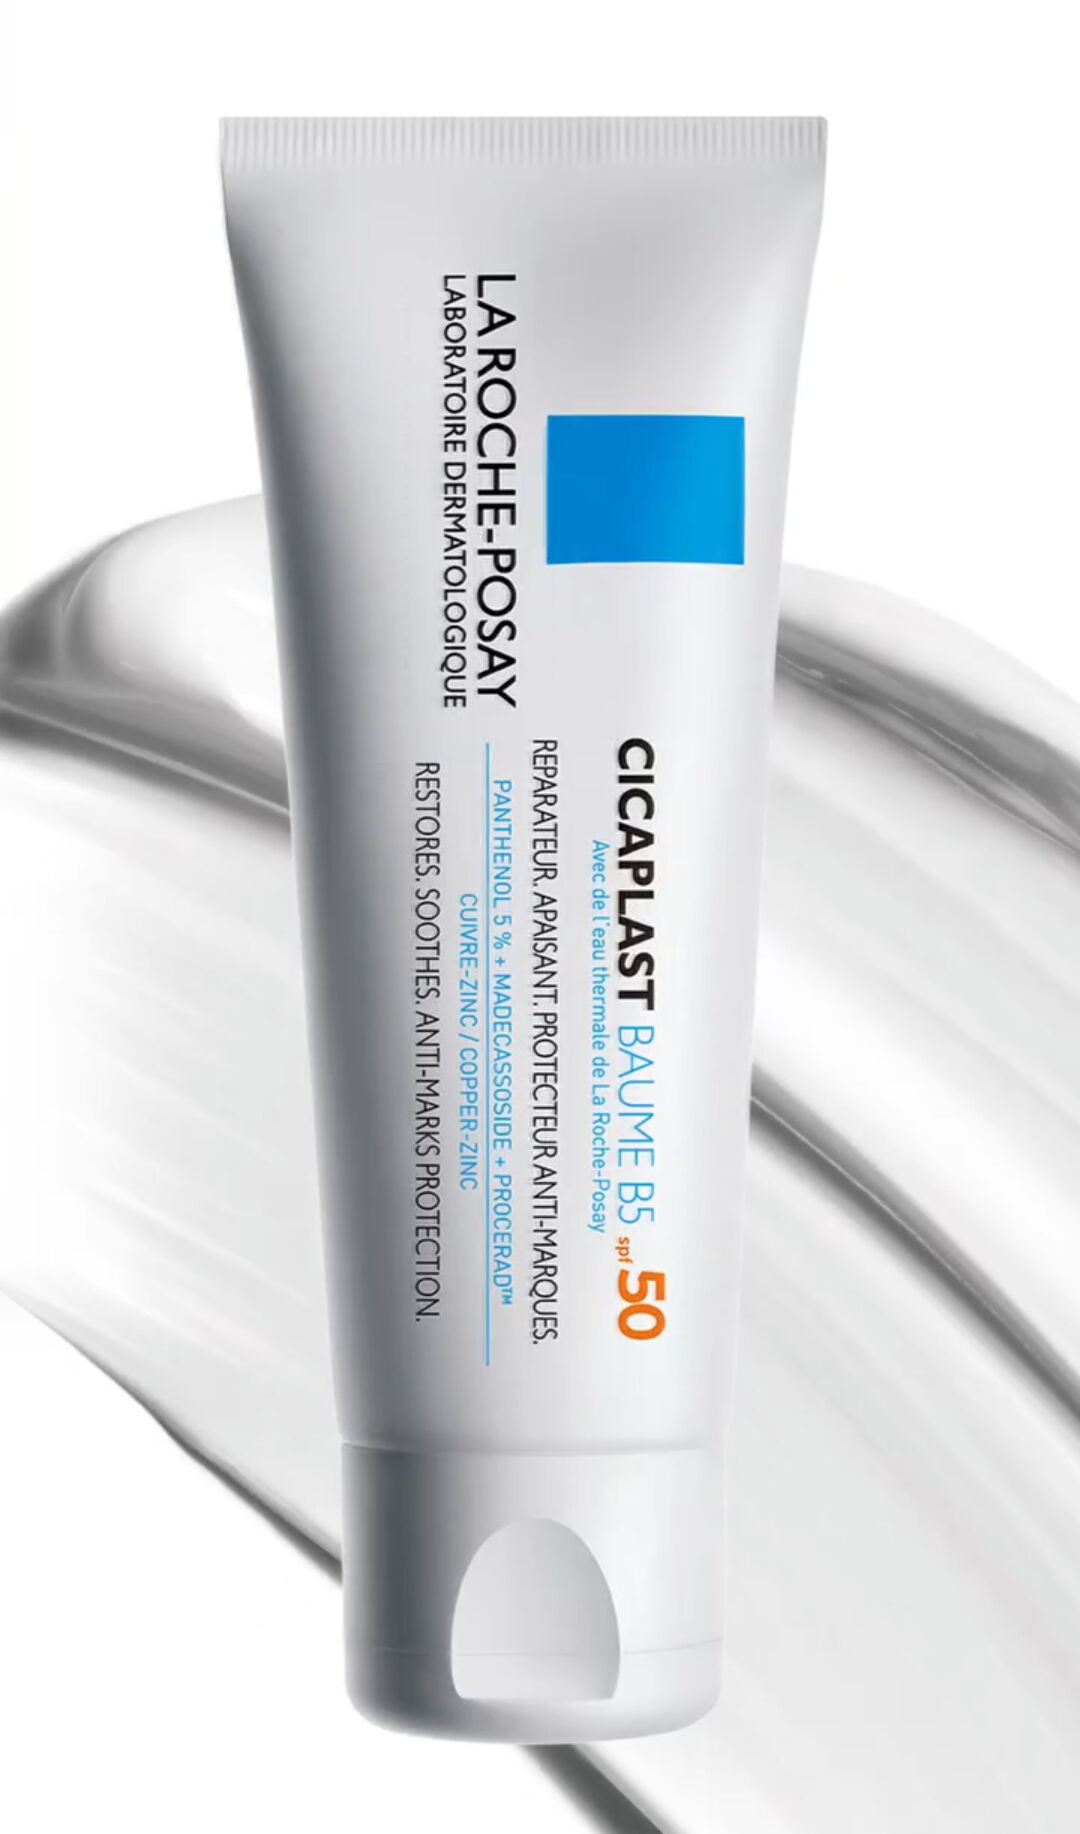 LA ROCHE-POSAY
LABORATOIRE DERMATOLOGIQUE
CICAPLAST BAUME B5 spf 50
Avec de l'eau thermale de La Roche-Posay
REPARATEUR. APAISANT. PROTECTEUR ANTI-MARQUES.
PANTHENOL 5 % + MADECASSOSIDE + PROCERAD™
CUIVRE-ZINC / COPPER-ZINC
RESTORES. SOOTHES. ANTI-MARKS PROTECTION.